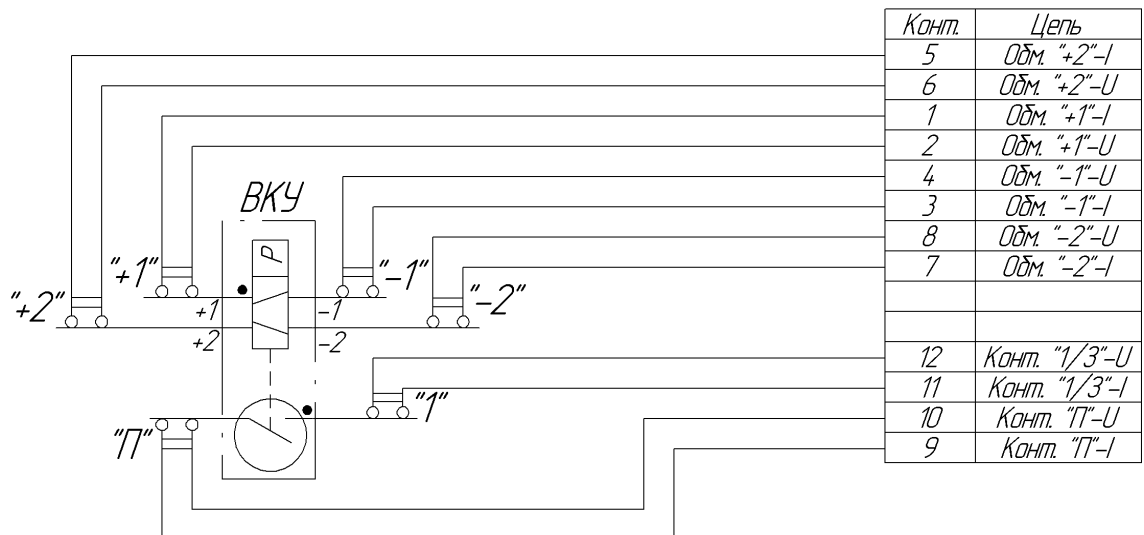 Конт. Цепь
5 Обм. "+2"-I
6 Обм. "+2"-U
1 Обм. "+1"-I
2 Обм. "+1"-U
4 Обм. "-1"-U
3 Обм. "-1"-I
8 Обм. "-2"-U
7 Обм. "-2"-I
12 Конт. "1/3"-U
11 Конт. "1/3"-I
10 Конт. "П"-U
9 Конт. "П"-I
ВКУ
Р
"+1" "-1"
"+2" +1 -1 "-2"
+2 -2
"1"
"П"